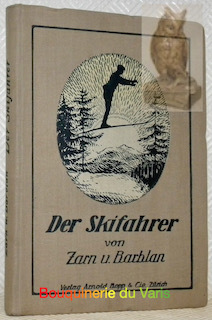 Der Skifahrer
von
Zarn u. Barblan
Verlag Arnold Bopp & Cie. Zürich
Bouquinerie du Varis